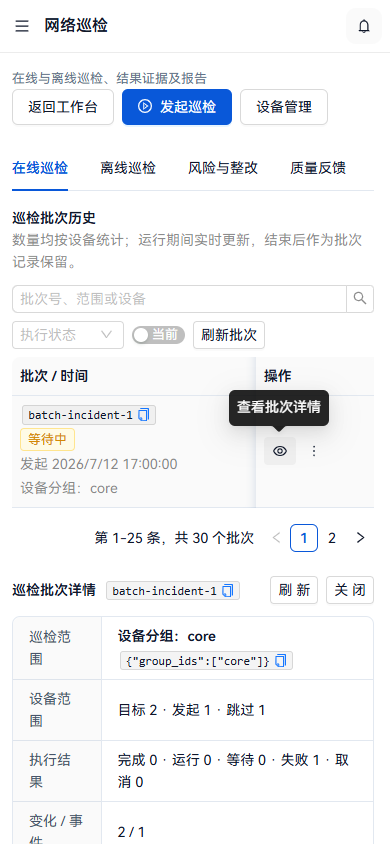 网络巡检
在线与离线巡检、结果证据及报告
返回工作台
发起巡检
设备管理
在线巡检
离线巡检
风险与整改
质量反馈
巡检批次历史
数量均按设备统计；运行期间实时更新，结束后作为批次
记录保留。
批次号、范围或设备
执行状态
当前
刷新批次
批次 / 时间
操作
查看批次详情
batch-incident-1
等待中
发起 2026/7/12 17:00:00
设备分组：core
第 1-25 条，共 30 个批次
1
2
巡检批次详情
batch-incident-1
刷 新
关 闭
巡检范
围
设备分组：core
{"group_ids":["core"]}
设备范
围
目标 2 · 发起 1 · 跳过 1
执行结
果
完成 0 · 运行 0 · 等待 0 · 失败 1 · 取
消 0
变化 / 事
件
2 / 1